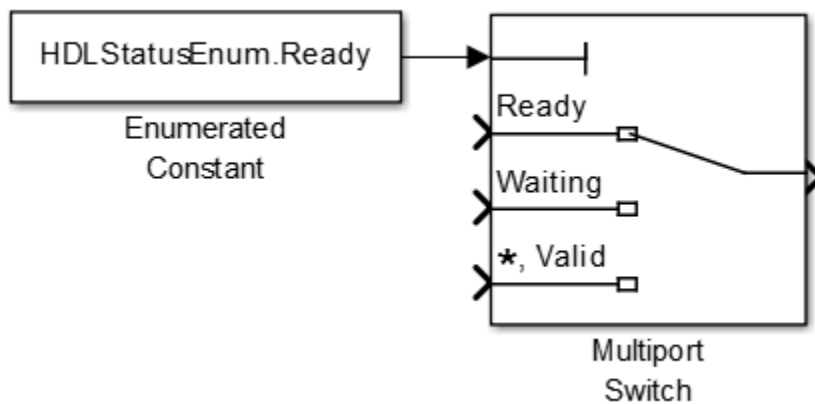 HDLStatusEnum.Ready
Enumerated
Constant
Ready
Waiting
*, Valid
Multiport
Switch